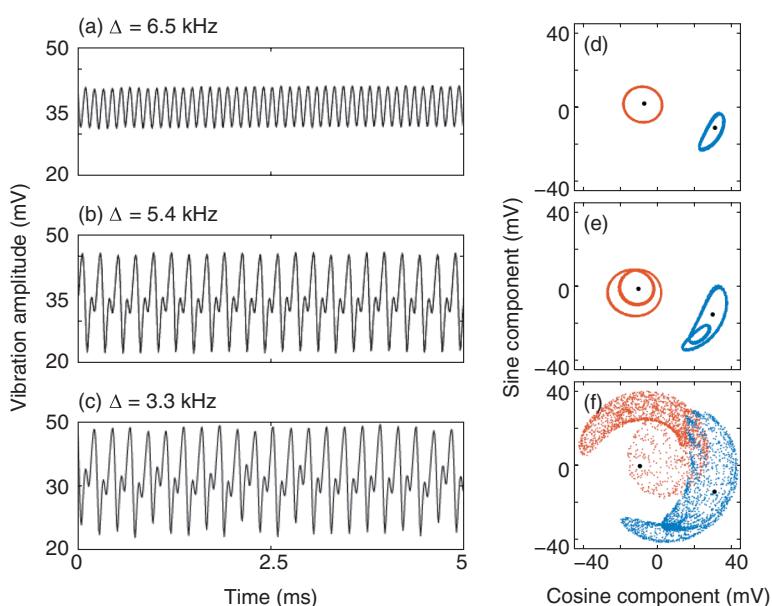 (a) Δ = 6.5 kHz
50
35
20
(b) Δ = 5.4 kHz
50
35
20
(c) Δ = 3.3 kHz
50
30
20
0
2.5
5
Time (ms)
Vibration amplitude (mV)
(d)
40
0
−40
(e)
40
0
−40
(f)
40
0
−40
−40
0
40
Cosine component (mV)
Sine component (mV)